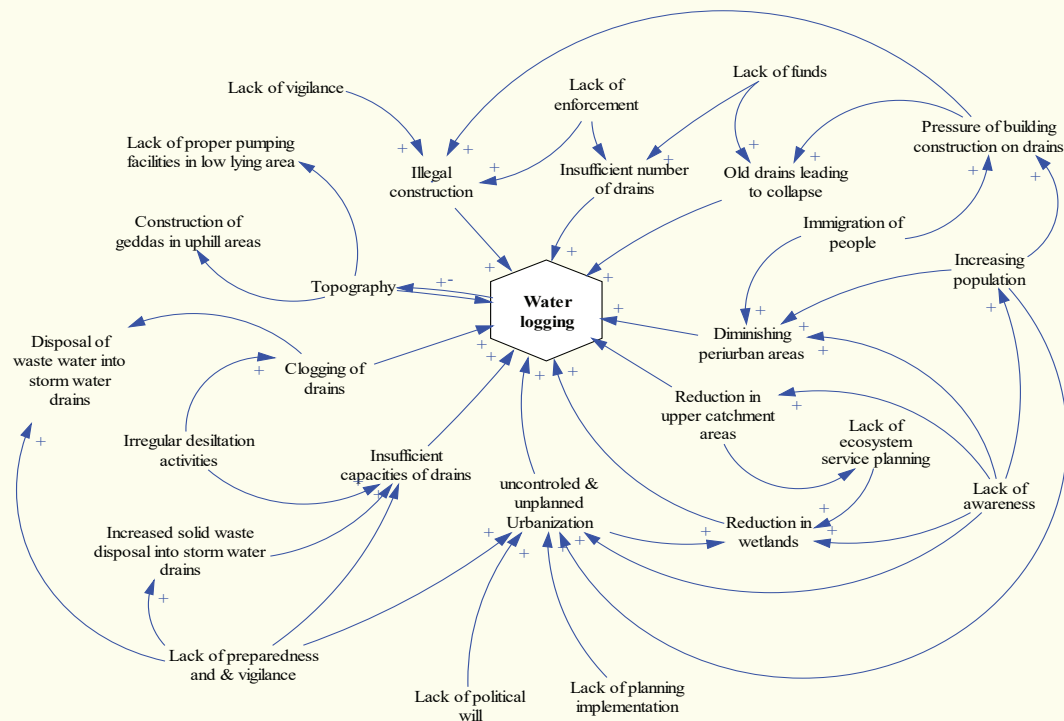 Lack of vigilance
Lack of
enforcement
Lack of funds
Pressure of building
construction on drains
Lack of proper pumping
facilities in low lying area
Illegal
construction
Insufficient number
of drains
Old drains leading
to collapse
Construction of
geddas in uphill areas
Immigration of
people
Increasing
population
Topography
Water
logging
Disposal of
waste water into
storm water
drains
Clogging of
drains
Diminishing
periurban areas
Reduction in
upper catchment
areas
Lack of
ecosystem
service planning
Irregular desiltation
activities
Insufficient
capacities of drains
uncontroled &
unplanned
Urbanization
Lack of
awareness
Increased solid waste
disposal into storm water
drains
Reduction in
wetlands
Lack of preparedness
and & vigilance
Lack of political
will
Lack of planning
implementation